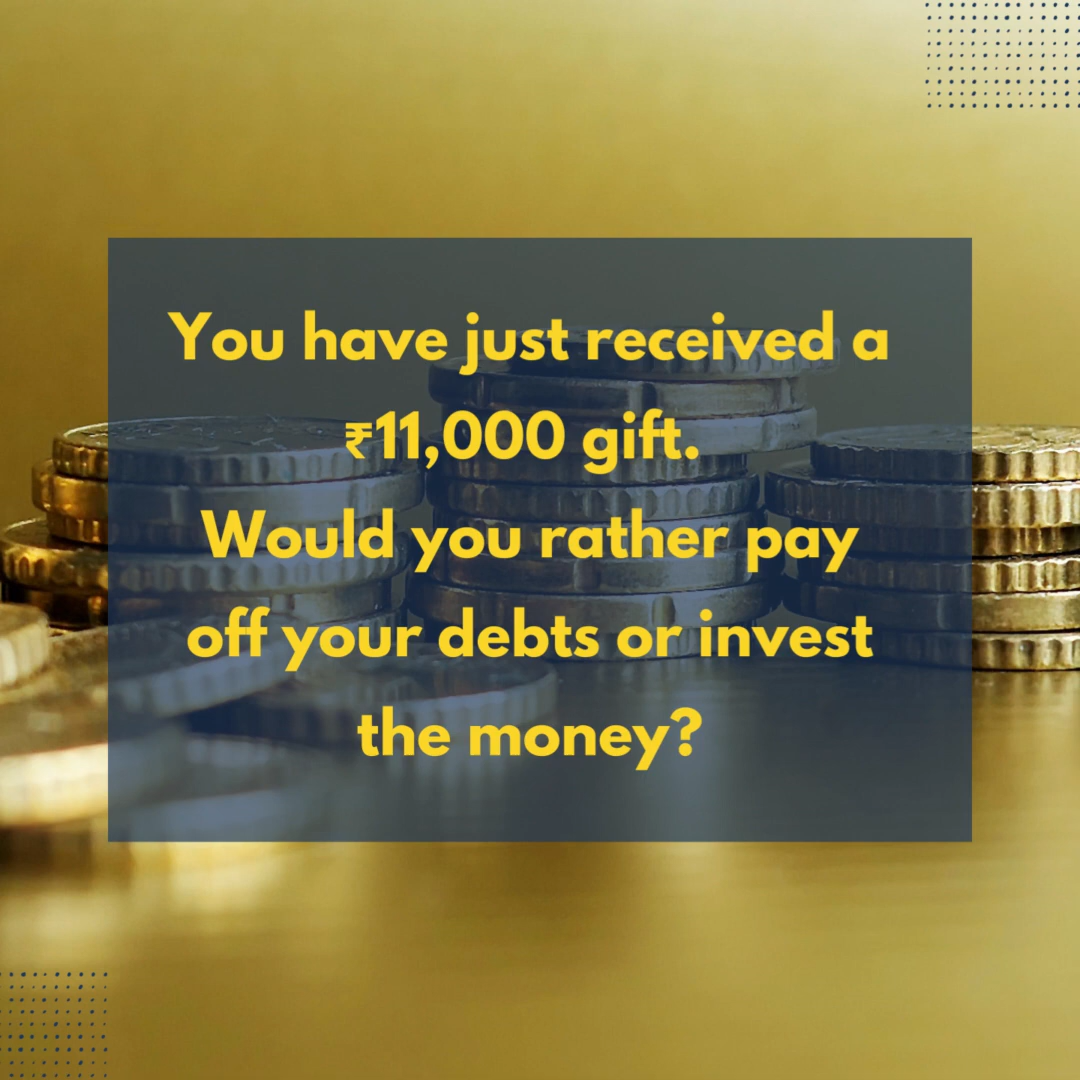 You have just received a
₹11,000 gift.
Would you rather pay
off your debts or invest
the money?